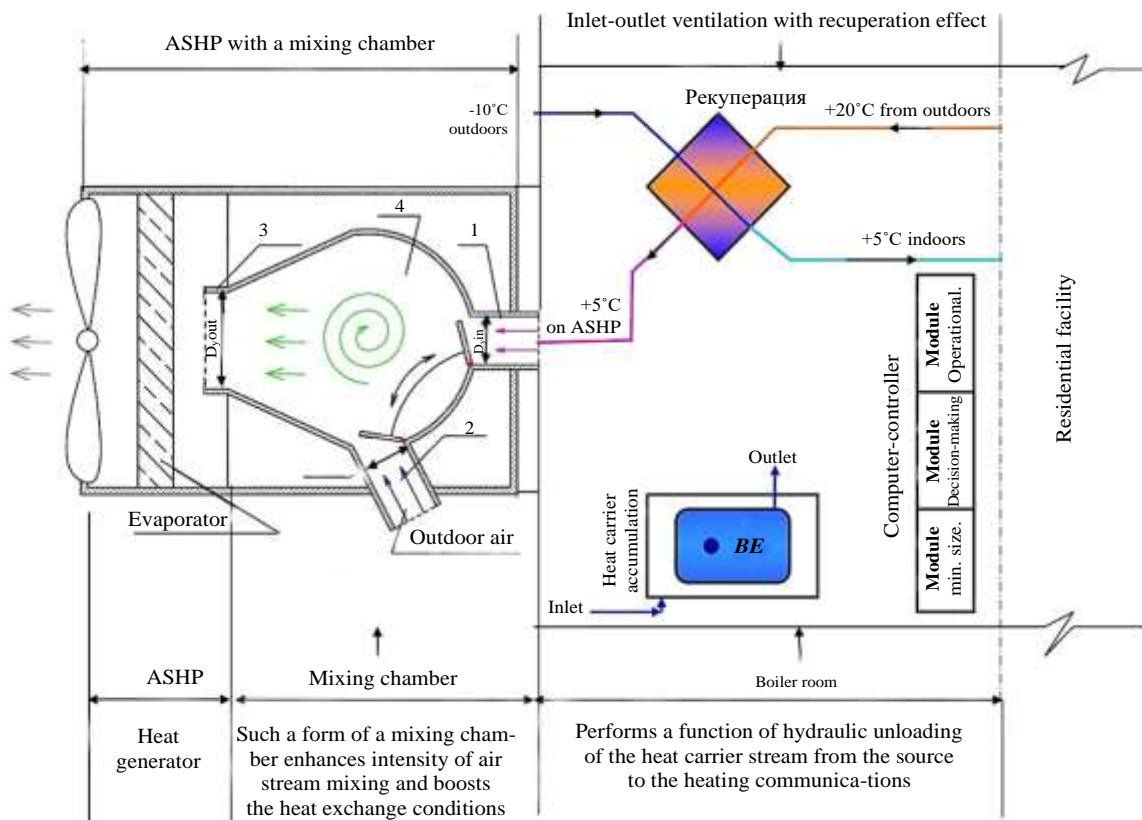 Inlet-outlet ventilation with recuperation effect
ASHP with a mixing chamber
Рекуперация
-10˚C
outdoors
+20˚C from outdoors
3
4
1
+5˚C indoors
+5˚C
on ASHP
Dyout
D,in
2
Evaporator
Outdoor air
Outlet
Heat carrier
accumulation
BE
Inlet
Computer-controller
Module
Operational.
Module
Decision-making
Module
min. size.
Residential facility
ASHP
Mixing chamber
Boiler room
Heat
generator
Such a form of a mixing cham-
ber enhances intensity of air
stream mixing and boosts
the heat exchange conditions
Performs a function of hydraulic unloading
of the heat carrier stream from the source
to the heating communica-tions